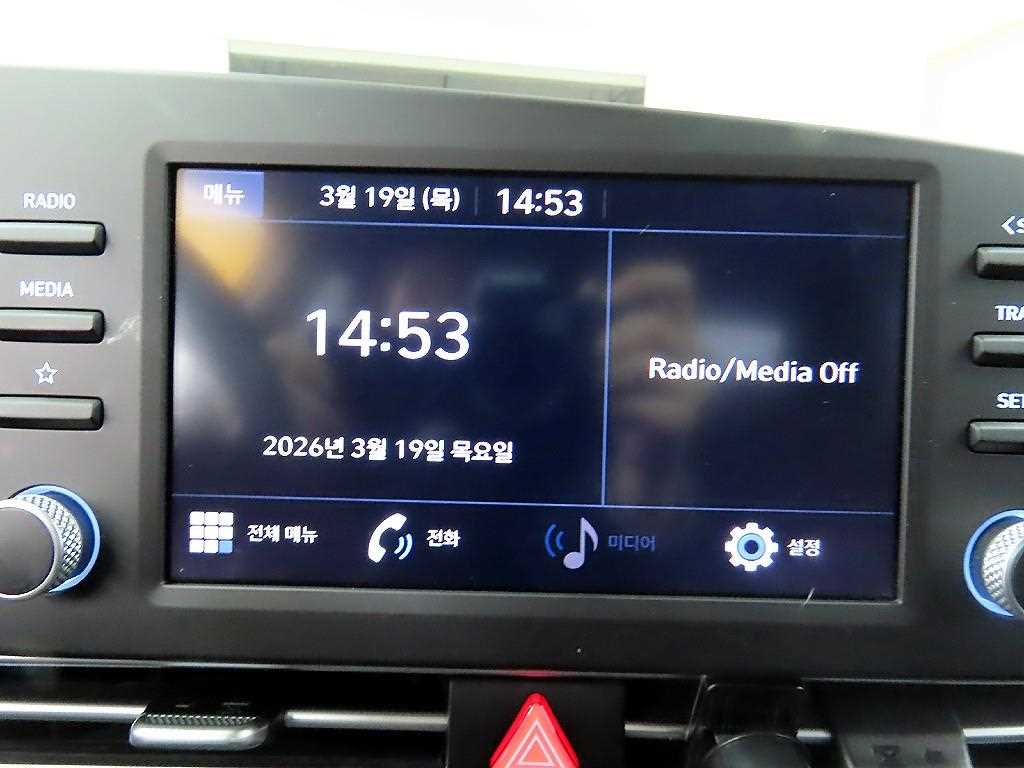 메뉴 3월 19일 (목) 14:53
RADIO
MEDIA
14:53
2026년 3월 19일 목요일
Radio/Media Off
전체 메뉴 전화 미디어 설정